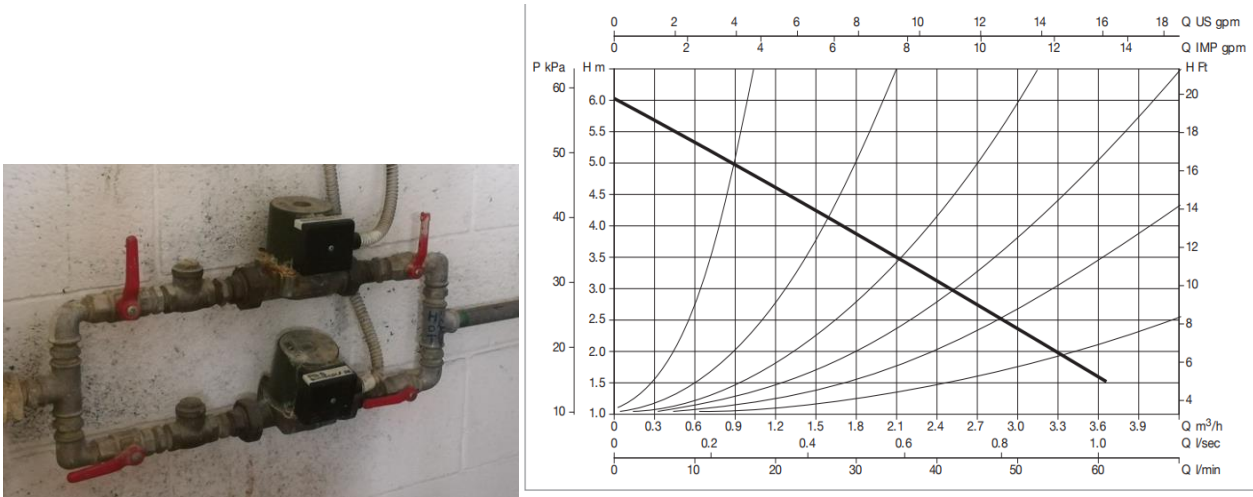 0 2 4 6 8 10 12 14 16 18 Q US gpm
0 2 4 6 8 10 12 14 Q IMP gpm
P kPa H m H Ft
60
6.0 20
5.5 18
50 5.0
16
4.5
14
40 4.0
12
3.5
30 3.0 10
2.5 8
20 2.0
6
1.5
4
10 1.0
0 0.3 0.6 0.9 1.2 1.5 1.8 2.1 2.4 2.7 3.0 3.3 3.6 3.9 Q m³/h
0 0.2 0.4 0.6 0.8 1.0 Q l/sec
0 10 20 30 40 50 60 Q l/min
HOT